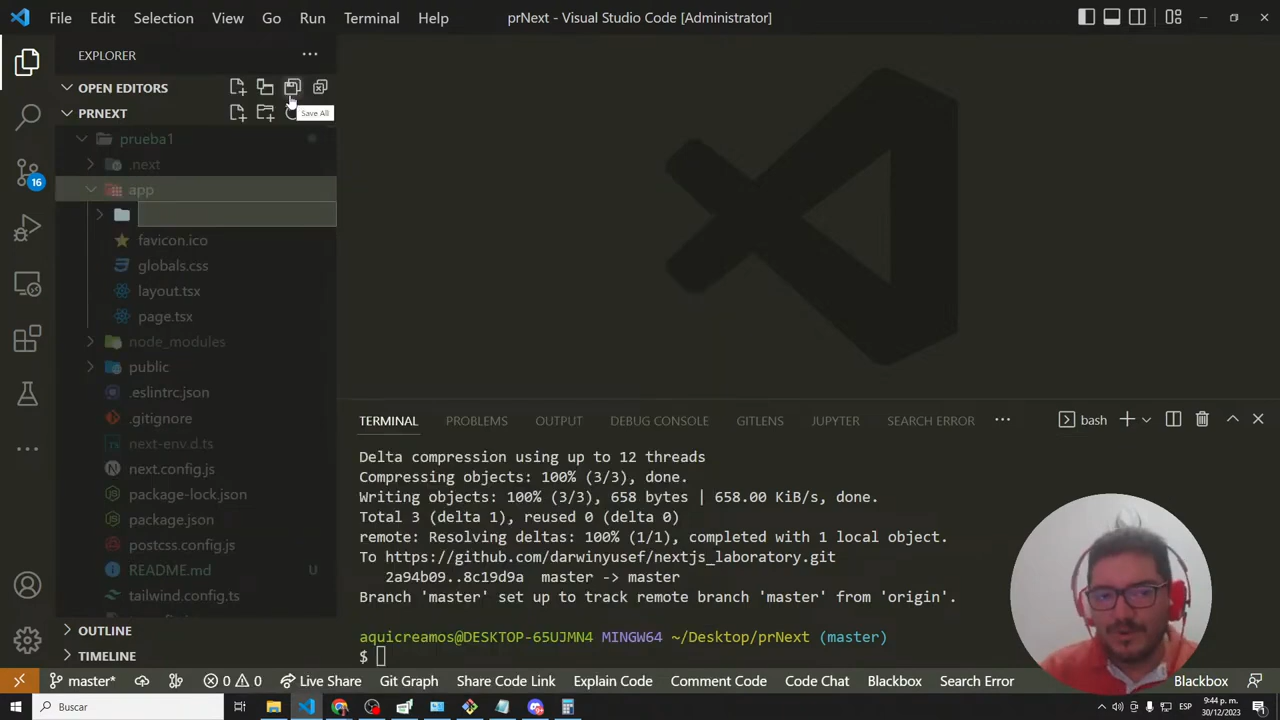 File Edit Selection View Go Run Terminal Help prNext - Visual Studio Code [Administrator]
EXPLORER
OPEN EDITORS
Save All
PRNEXT
prueba1
.next
16
app
favicon.ico
globals.css
layout.tsx
page.tsx
node_modules
public
.eslintrc.json
.gitignore
next-env.d.ts
next.config.js
package-lock.json
package.json
postcss.config.js
README.md U
tailwind.config.ts
OUTLINE
TIMELINE
TERMINAL PROBLEMS OUTPUT DEBUG CONSOLE GITLENS JUPYTER SEARCH ERROR bash
Delta compression using up to 12 threads
Compressing objects: 100% (3/3), done.
Writing objects: 100% (3/3), 658 bytes | 658.00 KiB/s, done.
Total 3 (delta 1), reused 0 (delta 0)
remote: Resolving deltas: 100% (1/1), completed with 1 local object.
To https://github.com/darwinyusef/nextjs_laboratory.git
2a94b09..8c19d9a master -> master
Branch 'master' set up to track remote branch 'master' from 'origin'.
aquicreamos@DESKTOP-65UJMN4 MINGW64 ~/Desktop/prNext (master)
$
master* 0 0 Live Share Git Graph Share Code Link Explain Code Comment Code Code Chat Blackbox Search Error Blackbox
Buscar
9:44 p. m.
30/12/2023